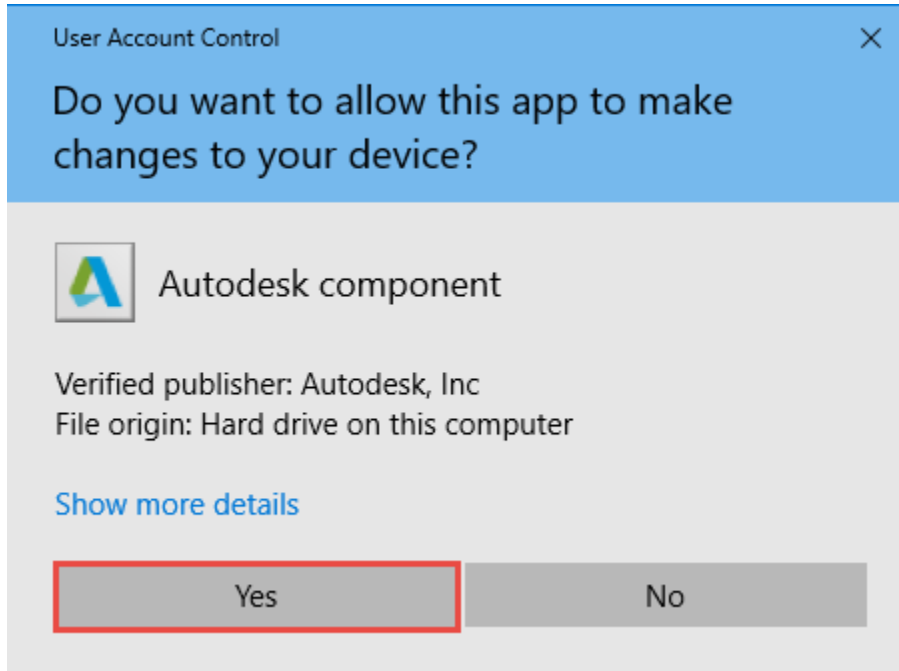 User Account Control
Do you want to allow this app to make
changes to your device?
Autodesk component
Verified publisher: Autodesk, Inc
File origin: Hard drive on this computer
Show more details
Yes
No